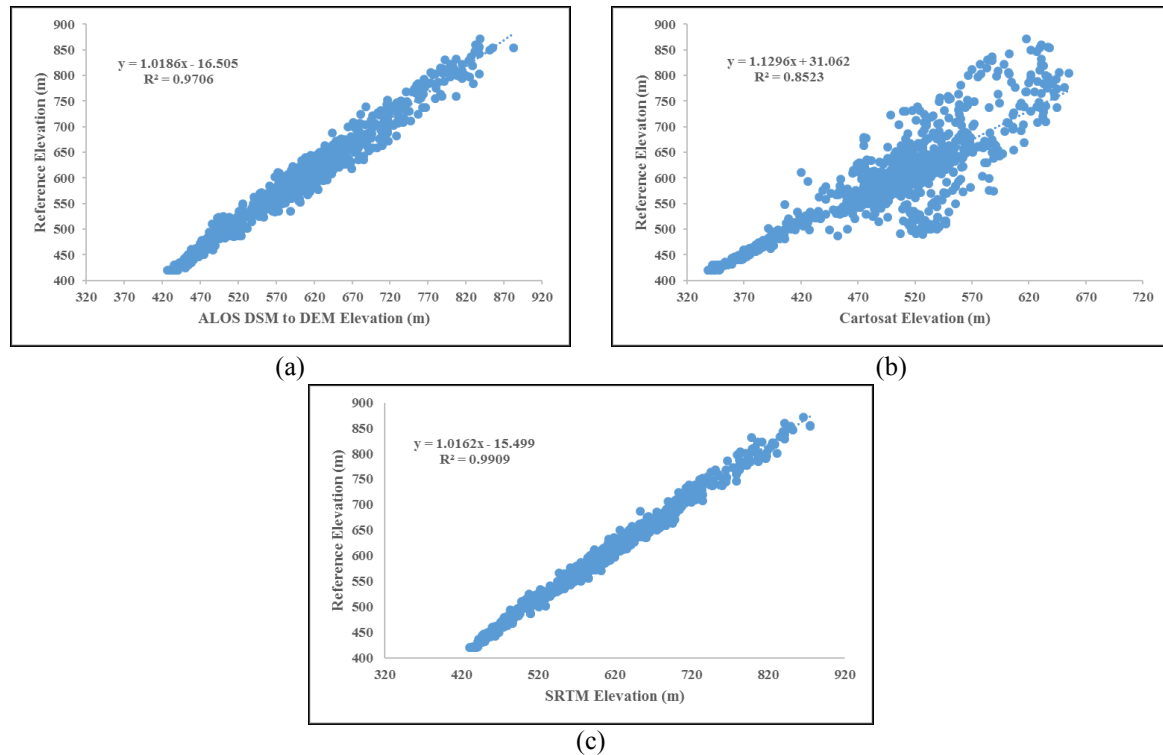 900
850
800
750
700
650
600
550
500
450
400
Reference Elevation (m)
y = 1.0186x - 16.505
R² = 0.9706
320 370 420 470 520 570 620 670 720 770 820 870 920
ALOS DSM to DEM Elevation (m)
(a)
900
850
800
750
700
650
600
550
500
450
400
Reference Elevation (m)
y = 1.1296x + 31.062
R² = 0.8523
320 370 420 470 520 570 620 670 720
Cartosat Elevation (m)
(b)
900
850
800
750
700
650
600
550
500
450
400
Reference Elevation (m)
y = 1.0162x - 15.499
R² = 0.9909
320 420 520 620 720 820 920
SRTM Elevation (m)
(c)